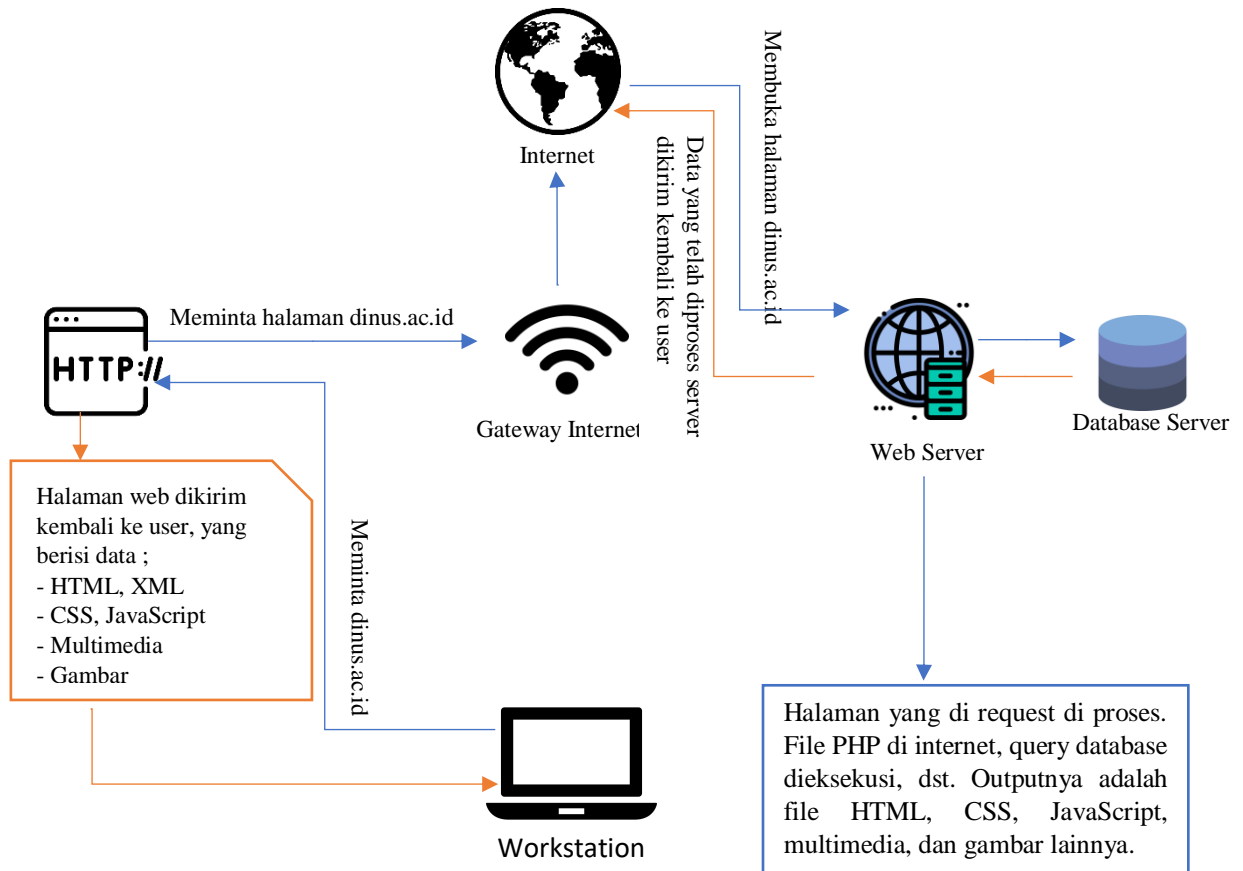 Internet
Membuka halaman dinus.ac.id
Data yang telah diproses server
dikirim kembali ke user
Meminta halaman dinus.ac.id
HTTP://
Gateway Internet
Web Server
Database Server
Halaman web dikirim
kembali ke user, yang
berisi data ;
- HTML, XML
- CSS, JavaScript
- Multimedia
- Gambar
Meminta dinus.ac.id
Workstation
Halaman yang di request di proses.
File PHP di internet, query database
dieksekusi, dst. Outputnya adalah
file HTML, CSS, JavaScript,
multimedia, dan gambar lainnya.